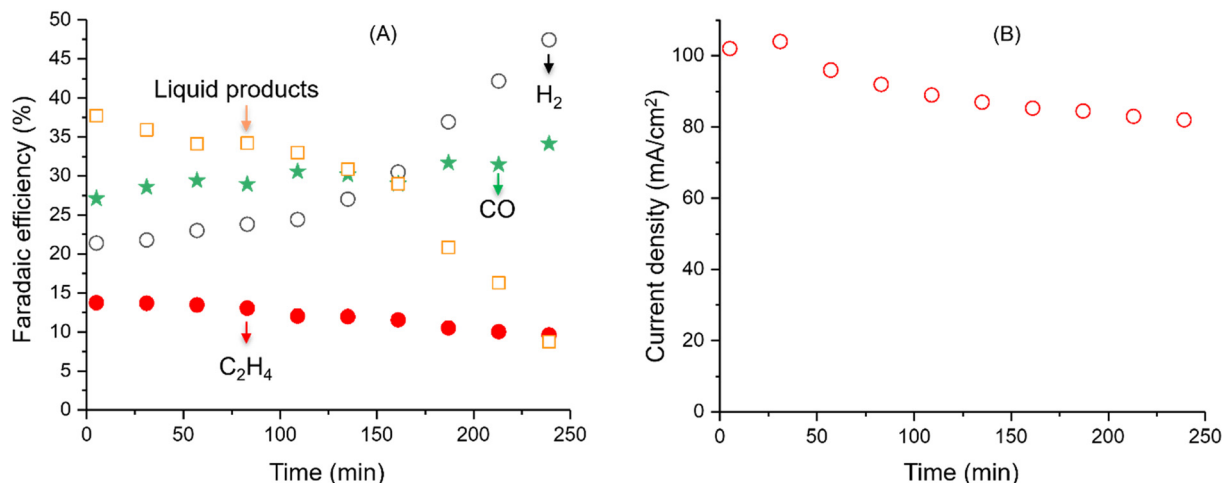 (A)
Faradaic efficiency (%)
50
45
40
35
30
25
20
15
10
5
0
Liquid products
H₂
CO
C₂H₄
0 50 100 150 200 250
Time (min)
(B)
Current density (mA/cm²)
100
80
60
40
20
0
0 50 100 150 200 250
Time (min)